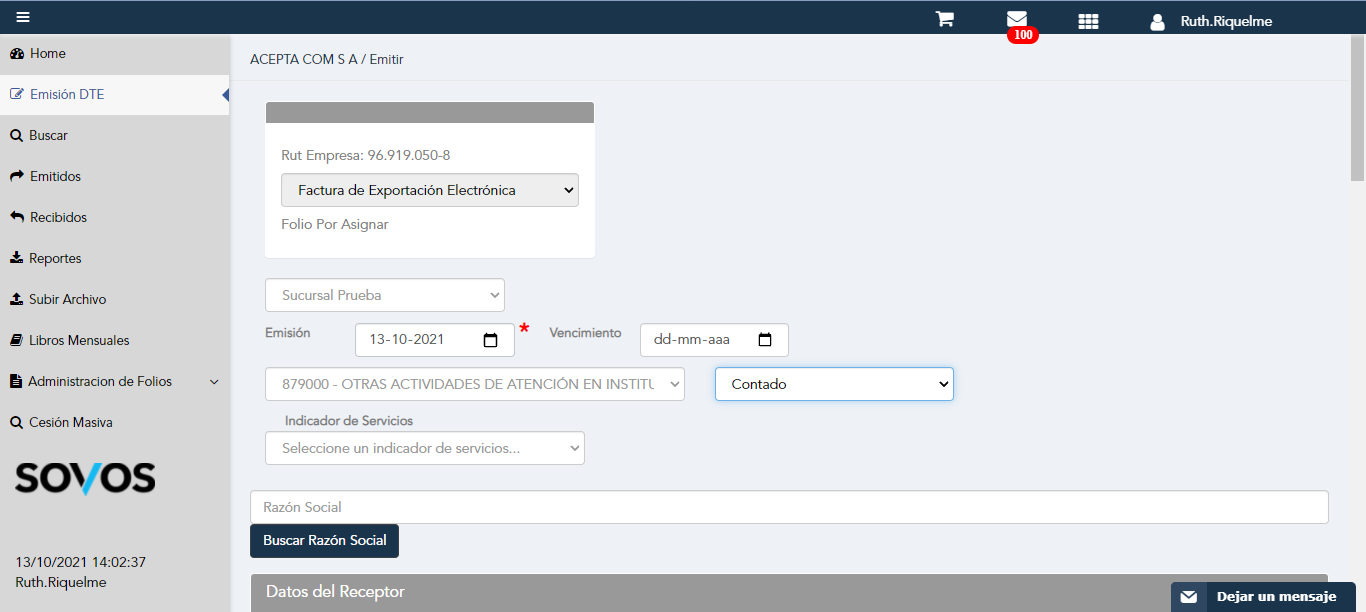 100
Ruth.Riquelme
Home
Emisión DTE
Buscar
Emitidos
Recibidos
Reportes
Subir Archivo
Libros Mensuales
Administracion de Folios
Cesión Masiva
SOVOS
13/10/2021 14:02:37
Ruth.Riquelme
ACEPTA COM S A / Emitir
Rut Empresa: 96.919.050-8
Factura de Exportación Electrónica
Folio Por Asignar
Sucursal Prueba
Emisión 13-10-2021 * Vencimiento dd-mm-aaa
879000 - OTRAS ACTIVIDADES DE ATENCIÓN EN INSTITU Contado
Indicador de Servicios
Seleccione un indicador de servicios...
Razón Social
Buscar Razón Social
Datos del Receptor
Dejar un mensaje